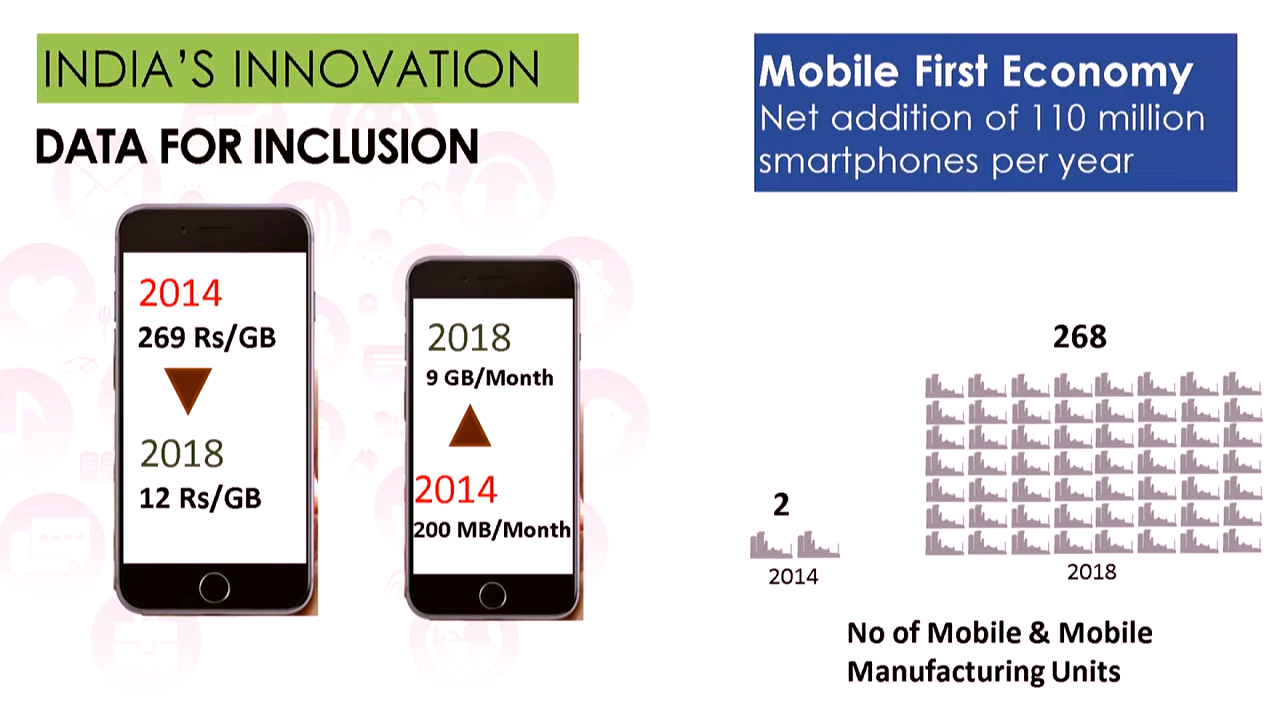 INDIA'S INNOVATION
DATA FOR INCLUSION
2014
269 Rs/GB
2018
12 Rs/GB
2018
9 GB/Month
2014
200 MB/Month
Mobile First Economy
Net addition of 110 million
smartphones per year
268
2
2014
2018
No of Mobile & Mobile
Manufacturing Units